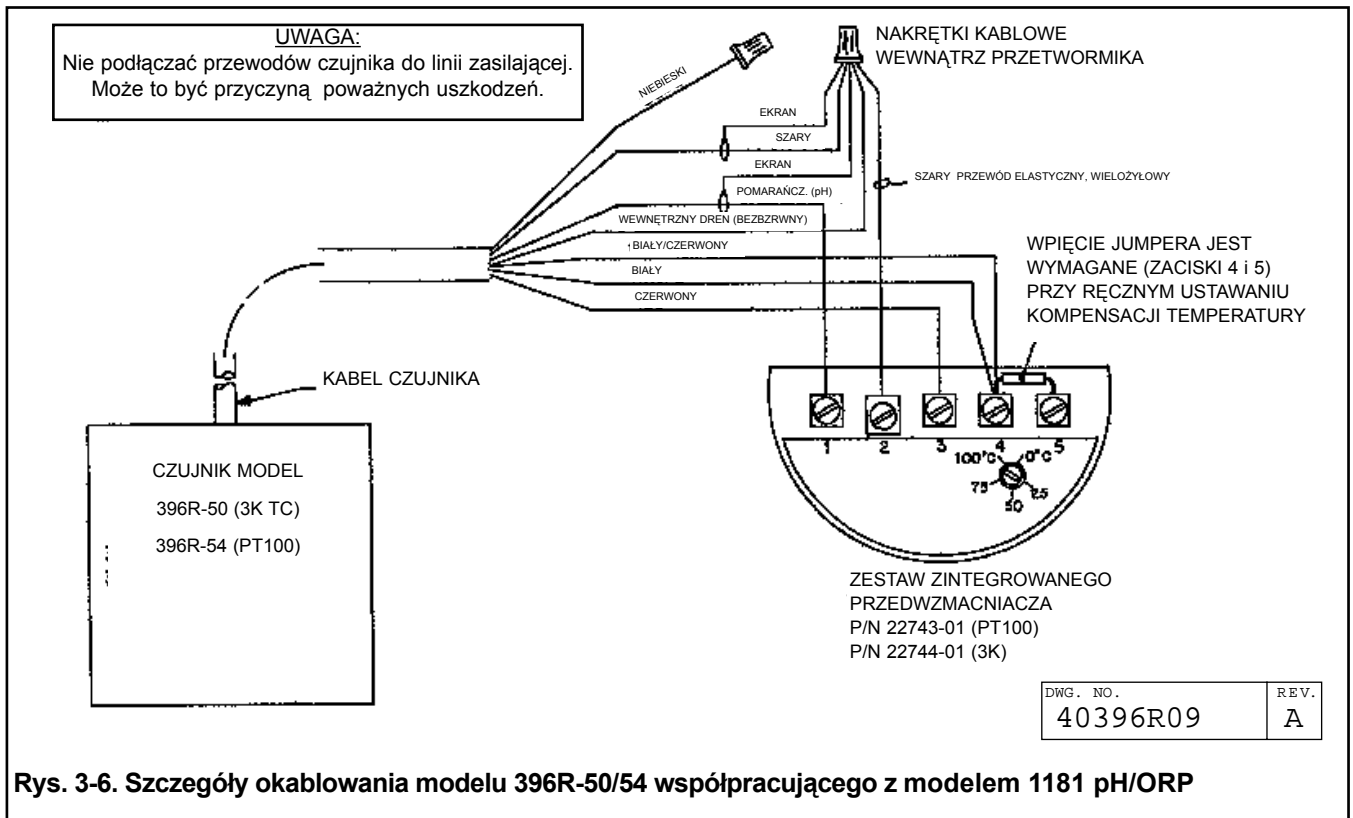 UWAGA:
Nie podłączać przewodów czujnika do linii zasilającej.
Może to być przyczyną poważnych uszkodzeń.
NIEBIESKI
NAKRĘTKI KABLOWE
WEWNĄTRZ PRZETWORMIKA
EKRAN
SZARY
EKRAN
POMARAŃCZ. (pH)
SZARY PRZEWÓD ELASTYCZNY, WIELOŻYŁOWY
WEWNĘTRZNY DREN (BEZBZRWNY)
BIAŁY/CZERWONY
BIAŁY
CZERWONY
WPIĘCIE JUMPERA JEST
WYMAGANE (ZACISKI 4 i 5)
PRZY RĘCZNYM USTAWANIU
KOMPENSACJI TEMPERATURY
KABEL CZUJNIKA
CZUJNIK MODEL
396R-50 (3K TC)
396R-54 (PT100)
1 2 3 4 5
100°C 0°C
75 25
50
ZESTAW ZINTEGROWANEGO
PRZEDWZMACNIACZA
P/N 22743-01 (PT100)
P/N 22744-01 (3K)
DWG. NO. REV.
40396R09 A
Rys. 3-6. Szczegóły okablowania modelu 396R-50/54 współpracującego z modelem 1181 pH/ORP